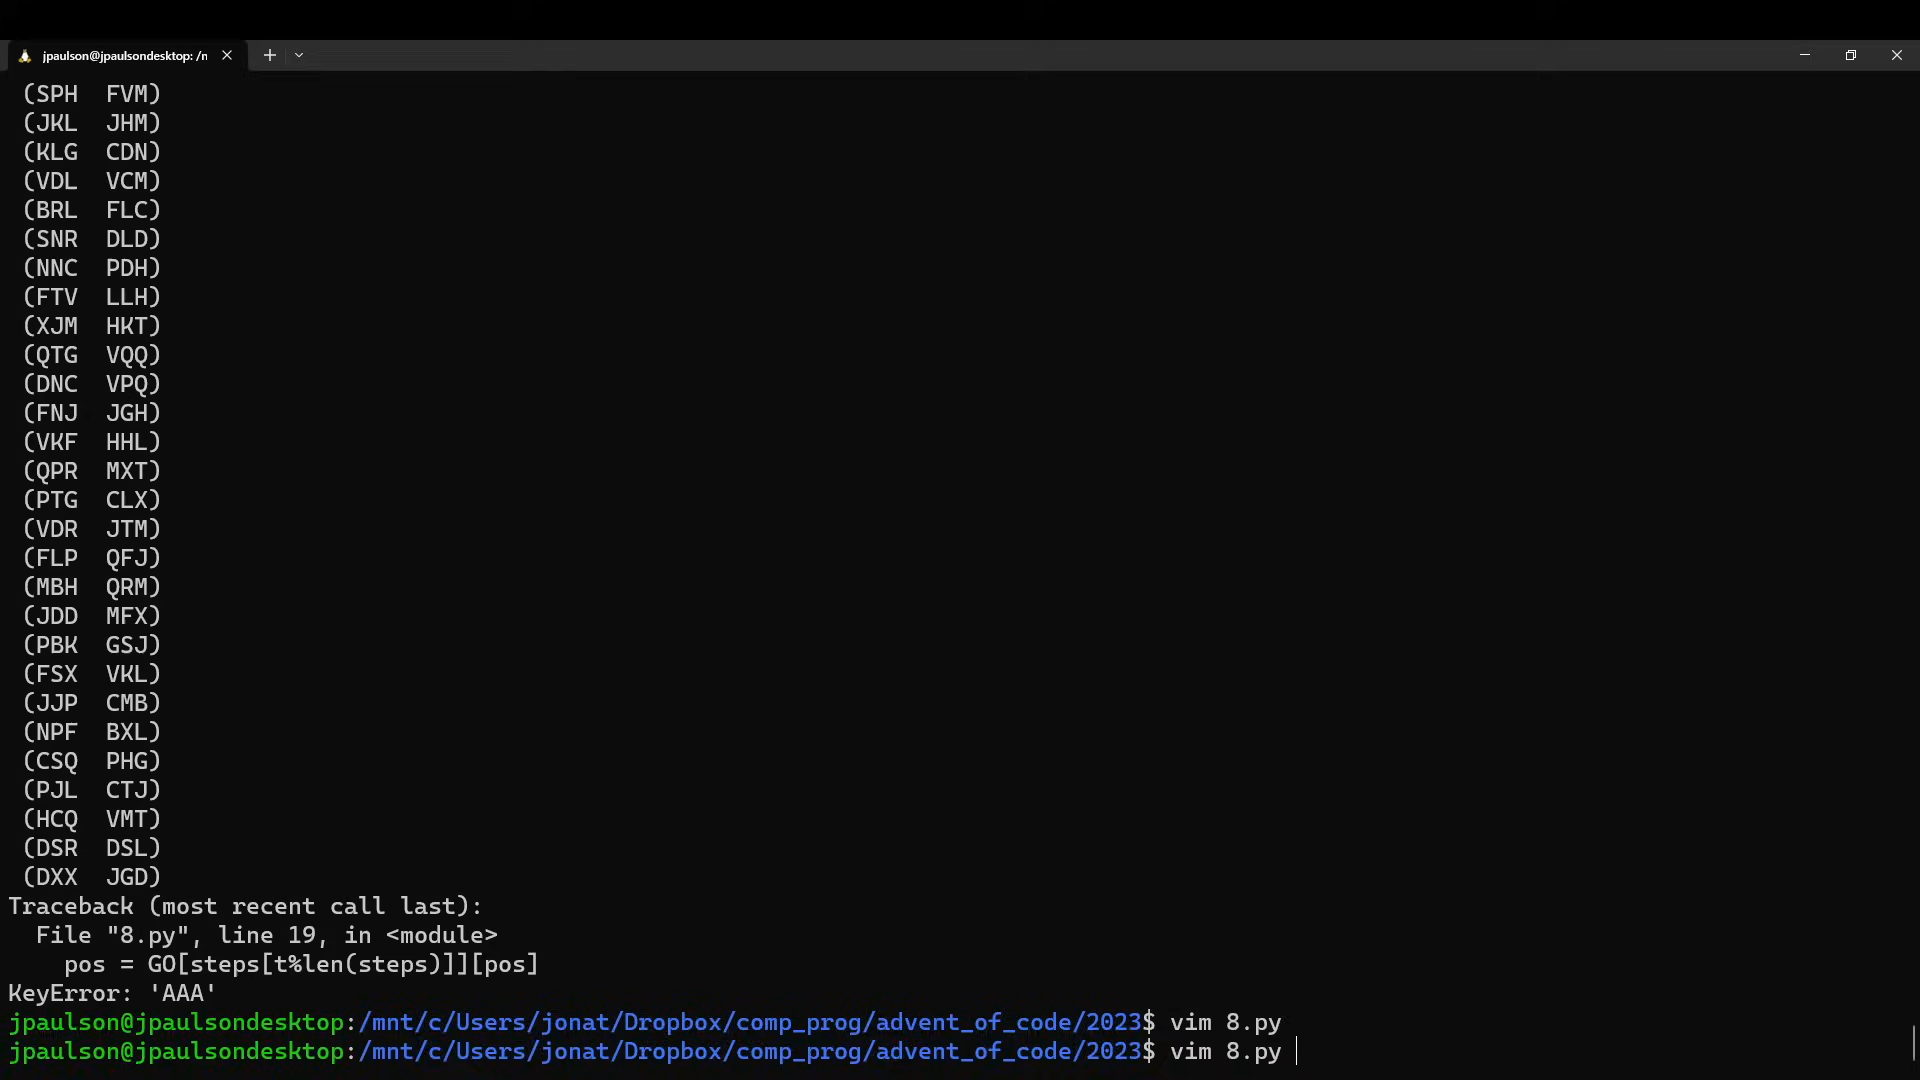 jpaulson@jpaulsondesktop: /n
(SPH  FVM)
(JKL  JHM)
(KLG  CDN)
(VDL  VCM)
(BRL  FLC)
(SNR  DLD)
(NNC  PDH)
(FTV  LLH)
(XJM  HKT)
(QTG  VQQ)
(DNC  VPQ)
(FNJ  JGH)
(VKF  HHL)
(QPR  MXT)
(PTG  CLX)
(VDR  JTM)
(FLP  QFJ)
(MBH  QRM)
(JDD  MFX)
(PBK  GSJ)
(FSX  VKL)
(JJP  CMB)
(NPF  BXL)
(CSQ  PHG)
(PJL  CTJ)
(HCQ  VMT)
(DSR  DSL)
(DXX  JGD)
Traceback (most recent call last):
  File "8.py", line 19, in <module>
    pos = GO[steps[t%len(steps)]][pos]
KeyError: 'AAA'
jpaulson@jpaulsondesktop:/mnt/c/Users/jonat/Dropbox/comp_prog/advent_of_code/2023$ vim 8.py
jpaulson@jpaulsondesktop:/mnt/c/Users/jonat/Dropbox/comp_prog/advent_of_code/2023$ vim 8.py